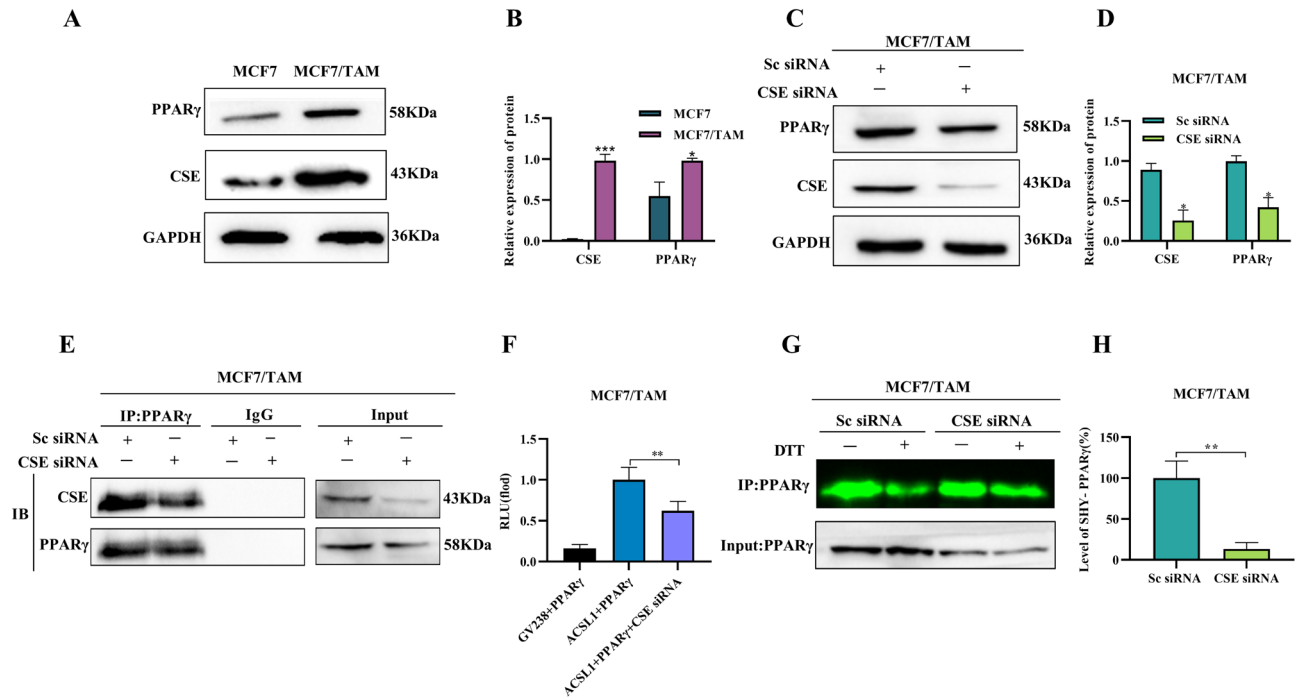 A
MCF7 MCF7/TAM
PPARγ 58KDa
CSE 43KDa
GAPDH 36KDa
B
Relative expression of protein
1.5
1.0
0.5
0.0
MCF7
MCF7/TAM
***
*
CSE PPARγ
C
MCF7/TAM
Sc siRNA + —
CSE siRNA — +
PPARγ 58KDa
CSE 43KDa
GAPDH 36KDa
D
MCF7/TAM
Relative expression of protein
1.5
1.0
0.5
0.0
Sc siRNA
CSE siRNA
*
*
CSE PPARγ
E
MCF7/TAM
IP:PPARγ IgG Input
Sc siRNA + — + — + —
CSE siRNA — + — + — +
IB
CSE 43KDa
PPARγ 58KDa
F
MCF7/TAM
RLU(flod)
1.5
1.0
0.5
0.0
**
GV238+PPARγ
ACSL1+PPARγ
ACSL1+PPARγ+CSE siRNA
G
MCF7/TAM
Sc siRNA CSE siRNA
DTT — + — +
IP:PPARγ
Input:PPARγ
H
MCF7/TAM
Level of SHY- PPARγ(%)
150
100
50
0
**
Sc siRNA CSE siRNA